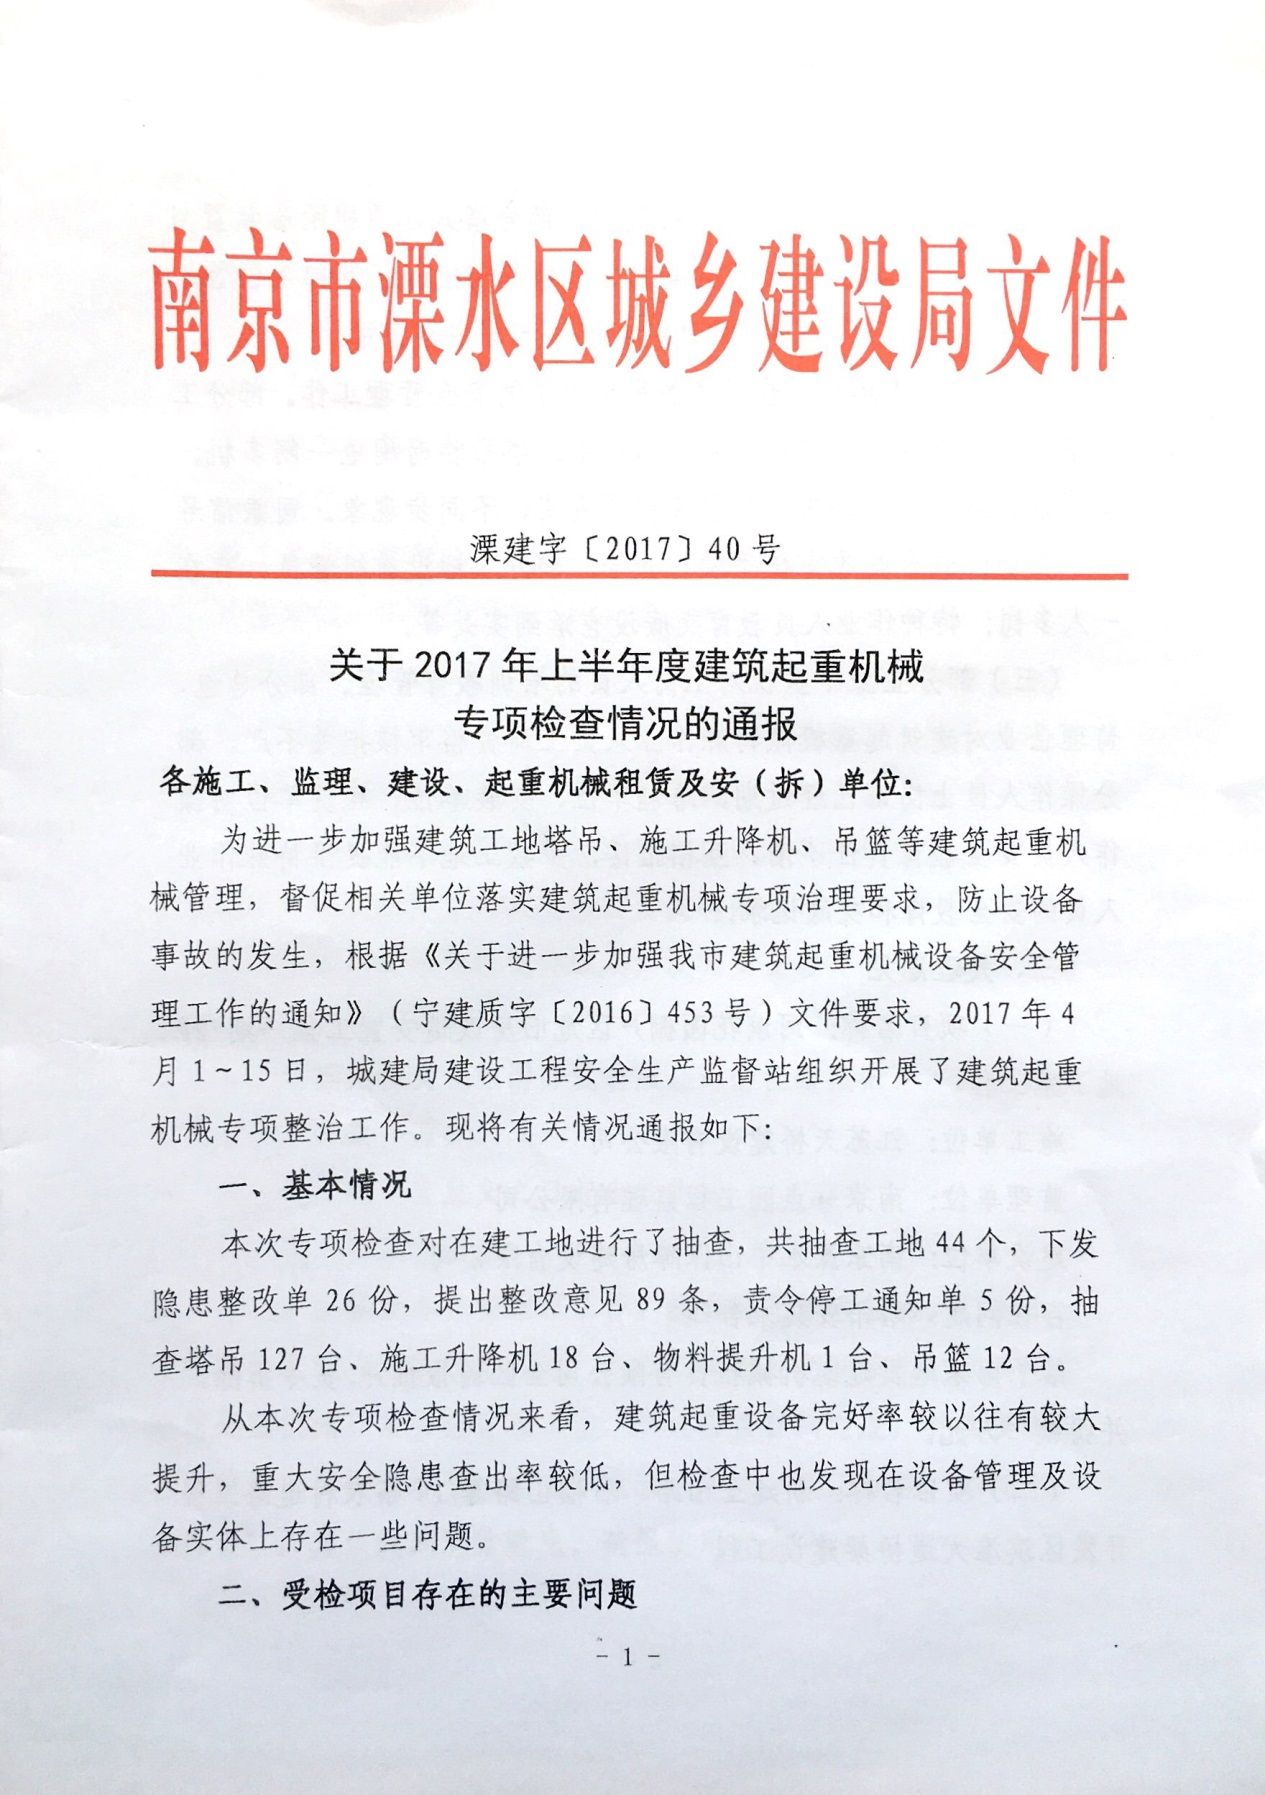 南京市溧水区城乡建设局文件
溧建字〔2017〕40号
关于2017年上半年度建筑起重机械
专项检查情况的通报
各施工、监理、建设、起重机械租赁及安（拆）单位：
为进一步加强建筑工地塔吊、施工升降机、吊篮等建筑起重机
械管理，督促相关单位落实建筑起重机械专项治理要求，防止设备
事故的发生，根据《关于进一步加强我市建筑起重机械设备安全管
理工作的通知》（宁建质字〔2016〕453号）文件要求，2017年4
月1~15日，城建局建设工程安全生产监督站组织开展了建筑起重
机械专项整治工作。现将有关情况通报如下：
一、基本情况
本次专项检查对在建工地进行了抽查，共抽查工地44个，下发
隐患整改单26份，提出整改意见89条，责令停工通知单5份，抽
查塔吊127台、施工升降机18台、物料提升机1台、吊篮12台。
从本次专项检查情况来看，建筑起重设备完好率较以往有较大
提升，重大安全隐患查出率较低，但检查中也发现在设备管理及设
备实体上存在一些问题。
二、受检项目存在的主要问题
- 1 -